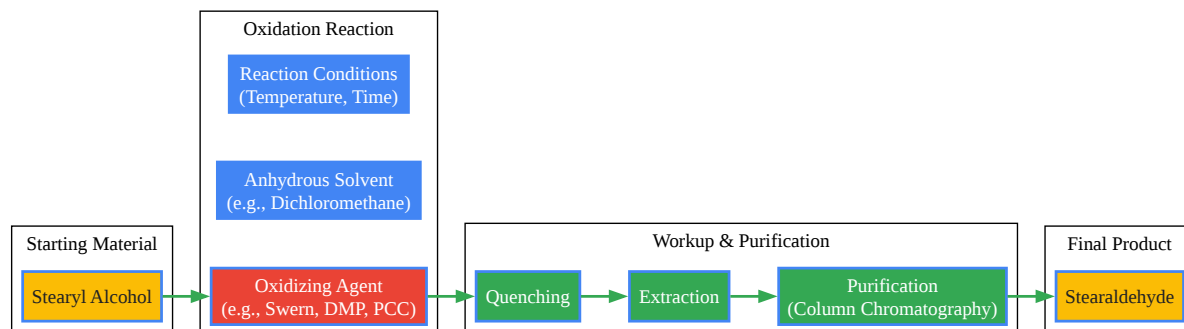 Oxidation Reaction
Reaction Conditions
(Temperature, Time)
Anhydrous Solvent
(e.g., Dichloromethane)
Starting Material
Stearyl Alcohol
Oxidizing Agent
(e.g., Swern, DMP, PCC)
Workup & Purification
Quenching
Extraction
Purification
(Column Chromatography)
Final Product
Stearaldehyde